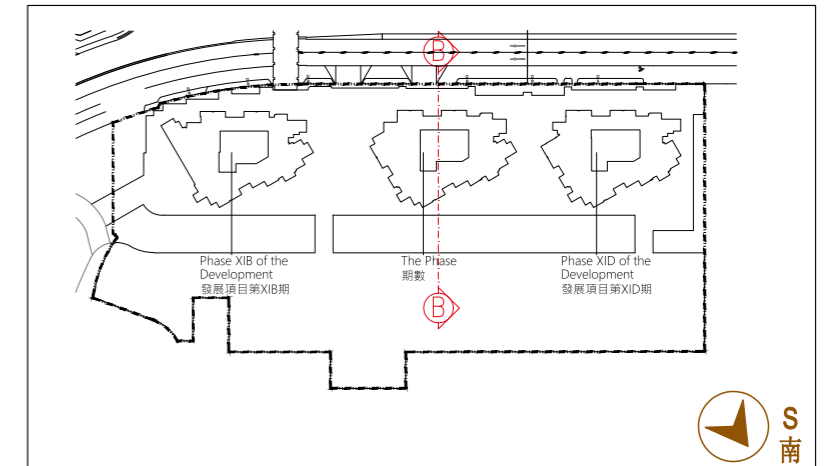 B
Phase XIB of the
Development
發展項目第XIB期
The Phase
期數
Phase XID of the
Development
發展項目第XID期
B
S
南